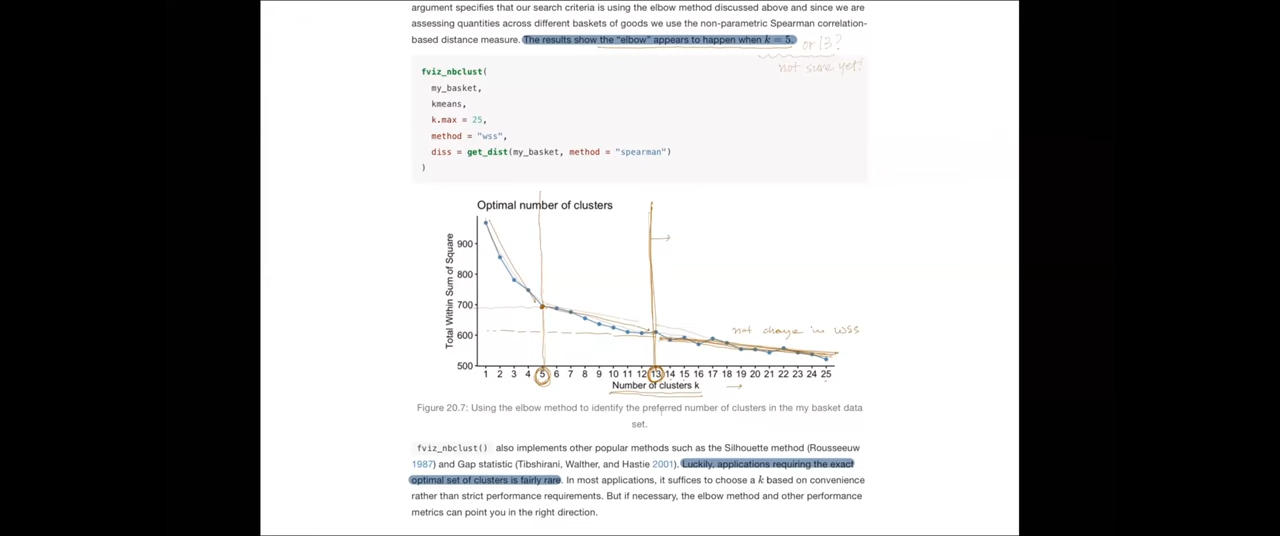 argument specifies that our search criteria is using the elbow method discussed above and since we are
assessing quantities across different baskets of goods we use the non-parametric Spearman correlation-
based distance measure. The results show the “elbow” appears to happen when k = 5. or 13?
not sure yet!
fviz_nbclust(
my_basket,
kmeans,
k.max = 25,
method = "wss",
diss = get_dist(my_basket, method = "spearman")
)
Optimal number of clusters
Total Within Sum of Square
900
800
700
600
500
not change in WSS
1 2 3 4 5 6 7 8 9 10 11 12 13 14 15 16 17 18 19 20 21 22 23 24 25
Number of clusters k
Figure 20.7: Using the elbow method to identify the preferred number of clusters in the my basket data
set.
fviz_nbclust() also implements other popular methods such as the Silhouette method (Rousseeuw
1987) and Gap statistic (Tibshirani, Walther, and Hastie 2001). Luckily, applications requiring the exact
optimal set of clusters is fairly rare. In most applications, it suffices to choose a k based on convenience
rather than strict performance requirements. But if necessary, the elbow method and other performance
metrics can point you in the right direction.